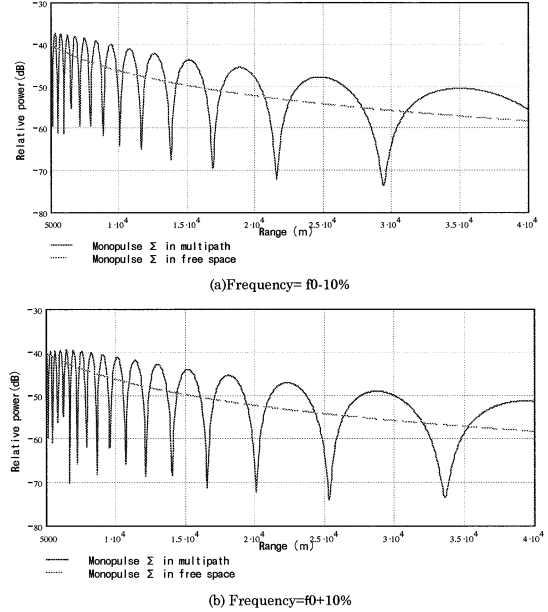 −30
−40
−50
−60
−70
−80
Relative power(dB)
5000 1·10⁴ 1.5·10⁴ 2·10⁴ 2.5·10⁴ 3·10⁴ 3.5·10⁴ 4·10⁴
Range (m)
Monopulse Σ in multipath
Monopulse Σ in free space
(a)Frequency= f0-10%
−30
−40
−50
−60
−70
−80
Relative power(dB)
5000 1·10⁴ 1.5·10⁴ 2·10⁴ 2.5·10⁴ 3·10⁴ 3.5·10⁴ 4·10⁴
Range (m)
Monopulse Σ in multipath
Monopulse Σ in free space
(b) Frequency=f0+10%